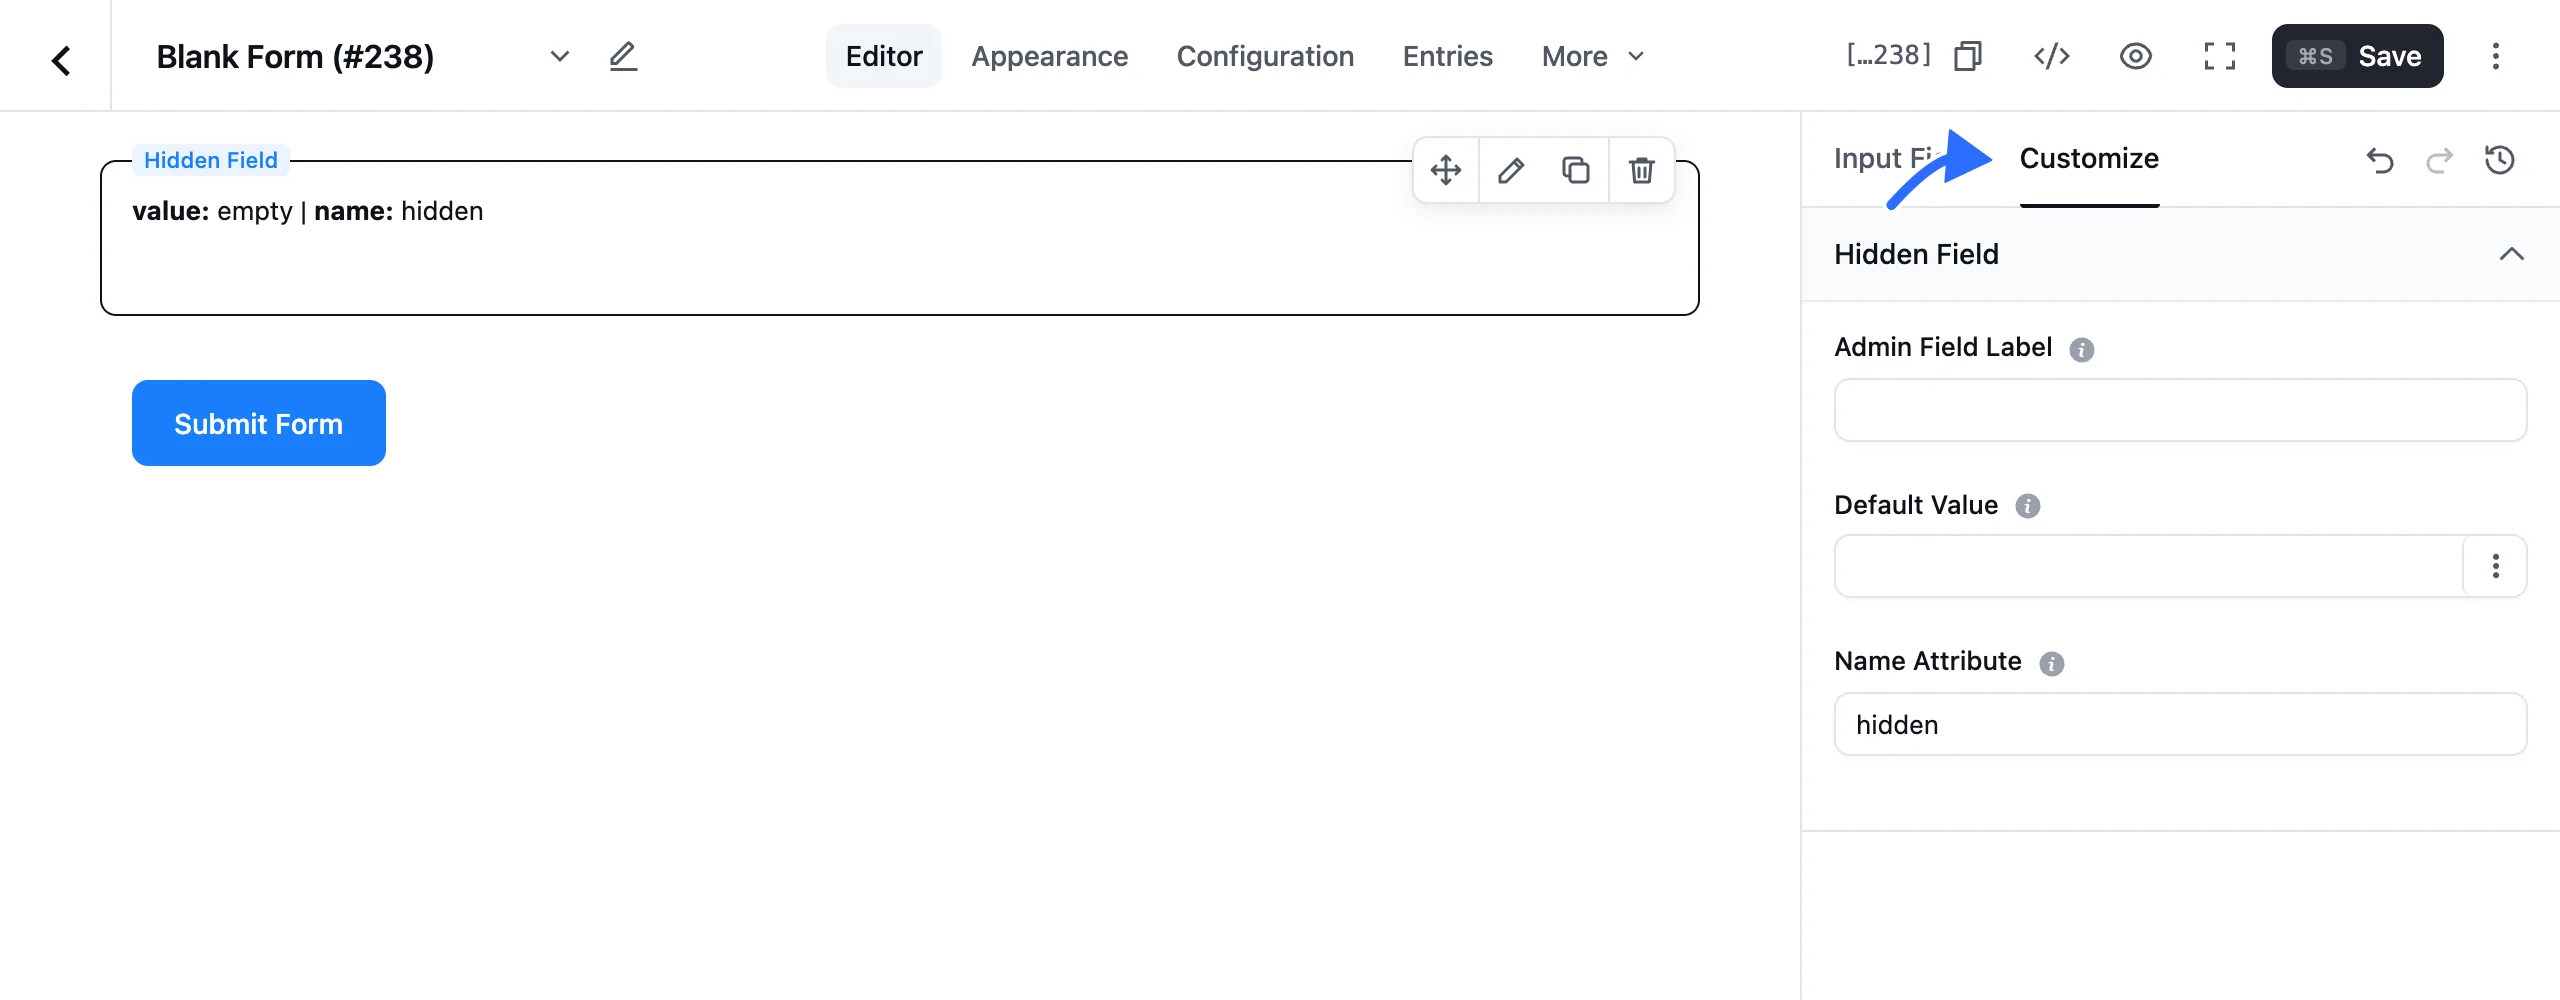 Blank Form (#238)
Editor
Appearance
Configuration
Entries
More
[...238]
⌘S Save
Hidden Field
value: empty | name: hidden
Submit Form
Input
Customize
Hidden Field
Admin Field Label
Default Value
Name Attribute
hidden